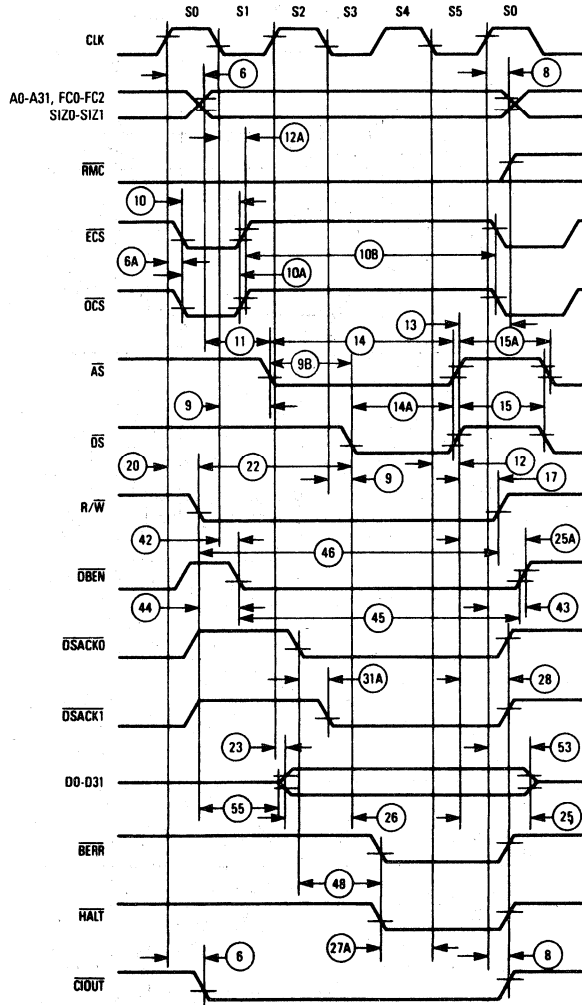 S0 S1 S2 S3 S4 S5 S0
CLK
6 8
A0-A31, FC0-FC2
SIZ0-SIZ1
12A
RMC
10
ECS
6A 10A 10B
OCS
13
11 14 15A
AS
9B
9 14A 15
DS
20 22 9 12
17
R/W
42 46 25A
DBEN
44 45 43
DSACK0
31A 28
DSACK1
23 53
D0-D31
55 26 25
BERR
48
HALT
6 27A 8
CIOUT